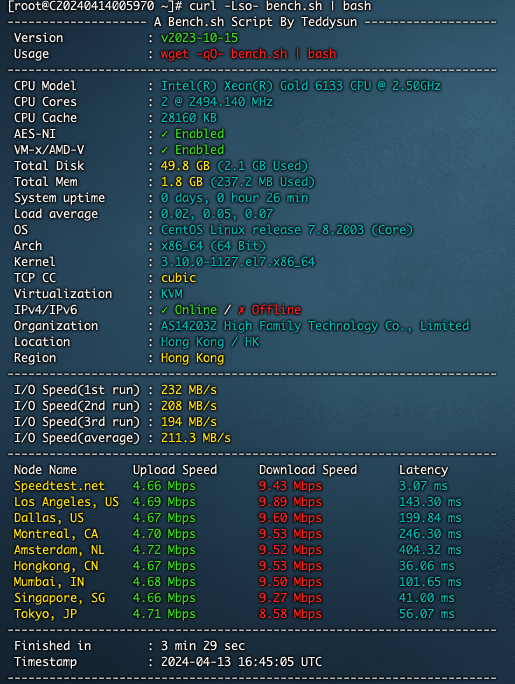 [root@C20240414005970 ~]# curl -Lso- bench.sh | bash
-------------------- A Bench.sh Script By Teddysun -------------------
Version : v2023-10-15
Usage : wget -qO- bench.sh | bash
----------------------------------------------------------------------
CPU Model : Intel(R) Xeon(R) Gold 6133 CPU @ 2.50GHz
CPU Cores : 2 @ 2494.140 MHz
CPU Cache : 28160 KB
AES-NI : ✓ Enabled
VM-x/AMD-V : ✓ Enabled
Total Disk : 49.8 GB (2.1 GB Used)
Total Mem : 1.8 GB (237.2 MB Used)
System uptime : 0 days, 0 hour 26 min
Load average : 0.02, 0.05, 0.07
OS : CentOS Linux release 7.8.2003 (Core)
Arch : x86_64 (64 Bit)
Kernel : 3.10.0-1127.el7.x86_64
TCP CC : cubic
Virtualization : KVM
IPv4/IPv6 : ✓ Online / ✗ Offline
Organization : AS142032 High Family Technology Co., Limited
Location : Hong Kong / HK
Region : Hong Kong
----------------------------------------------------------------------
I/O Speed(1st run) : 232 MB/s
I/O Speed(2nd run) : 208 MB/s
I/O Speed(3rd run) : 194 MB/s
I/O Speed(average) : 211.3 MB/s
----------------------------------------------------------------------
Node Name Upload Speed Download Speed Latency
Speedtest.net 4.66 Mbps 9.43 Mbps 3.07 ms
Los Angeles, US 4.69 Mbps 9.89 Mbps 143.30 ms
Dallas, US 4.67 Mbps 9.60 Mbps 199.84 ms
Montreal, CA 4.70 Mbps 9.53 Mbps 246.30 ms
Amsterdam, NL 4.72 Mbps 9.52 Mbps 404.32 ms
Hongkong, CN 4.67 Mbps 9.53 Mbps 36.06 ms
Mumbai, IN 4.68 Mbps 9.50 Mbps 101.65 ms
Singapore, SG 4.66 Mbps 9.27 Mbps 41.00 ms
Tokyo, JP 4.71 Mbps 8.58 Mbps 56.07 ms
----------------------------------------------------------------------
Finished in : 3 min 29 sec
Timestamp : 2024-04-13 16:45:05 UTC
----------------------------------------------------------------------